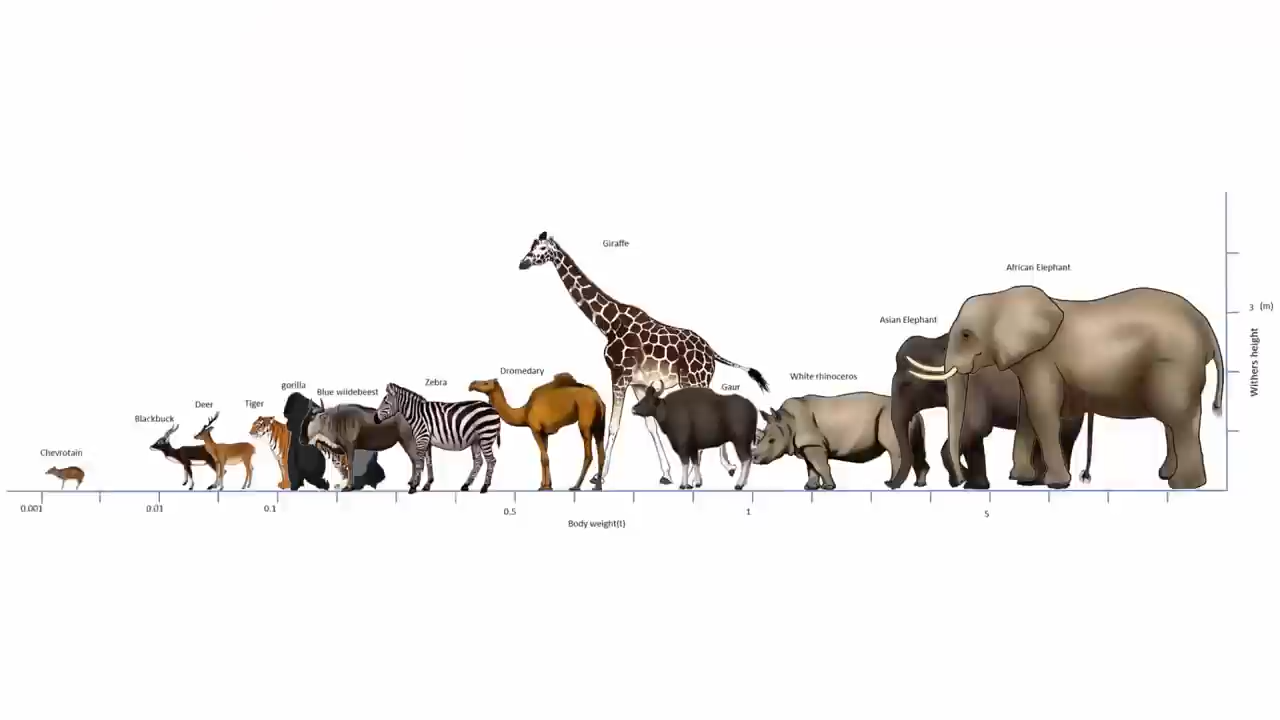 Giraffe
African Elephant
3 (m)
Asian Elephant
Withers height
Dromedary
White rhinoceros
Zebra
gorilla
Gaur
Blue wildebeest
Tiger
Deer
Blackbuck
Chevrotain
0.001 0.01 0.1 0.5 1 5
Body weight(t)